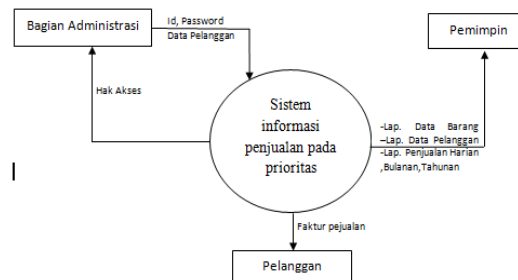 Bagian Administrasi
Id, Password
Data Pelanggan
Pemimpin
Hak Akses
Sistem
informasi
penjualan pada
prioritas
-Lap. Data Barang
–Lap. Data Pelanggan
-Lap. Penjualan Harian
,Bulanan,Tahunan
Faktur pejualan
Pelanggan